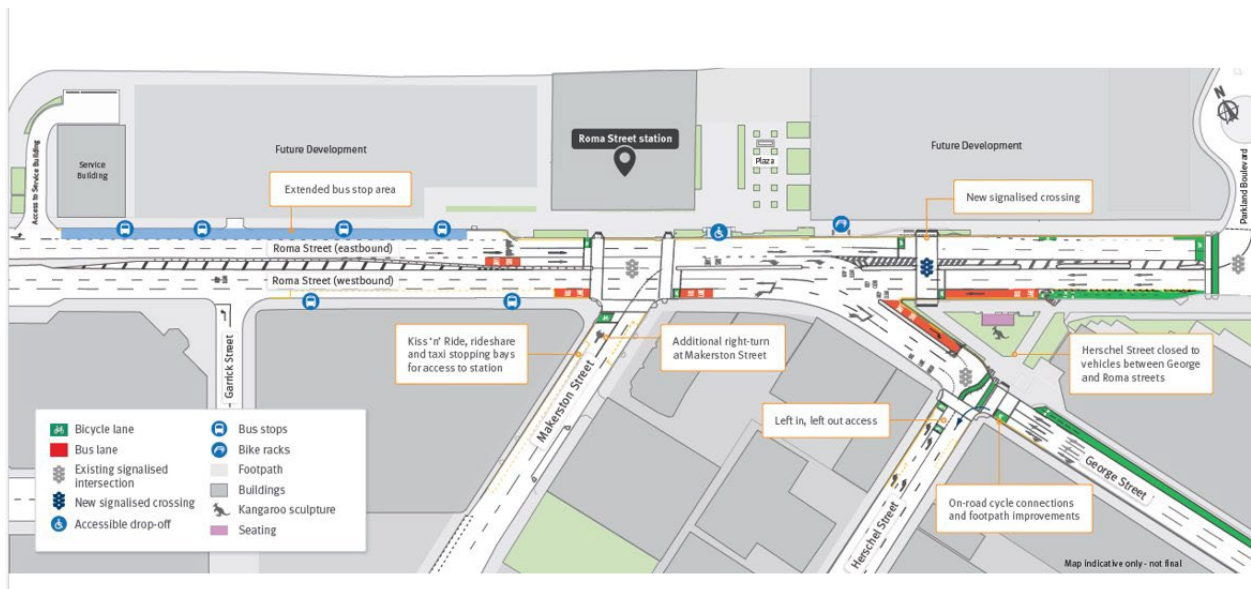 Roma Street station
Future Development
Service
Building
Access to Service Building
Extended bus stop area
Plaza
Future Development
New signalised crossing
N
Parkland Boulevard
Roma Street (eastbound)
Roma Street (westbound)
Garrick Street
Kiss ‘n’ Ride, rideshare
and taxi stopping bays
for access to station
Makerston Street
Additional right-turn
at Makerston Street
Herschel Street closed to
vehicles between George
and Roma streets
Left in, left out access
Herschel Street
George Street
On-road cycle connections
and footpath improvements
Bicycle lane
Bus lane
Existing signalised
intersection
New signalised crossing
Accessible drop-off
Bus stops
Bike racks
Footpath
Buildings
Kangaroo sculpture
Seating
Map indicative only - not final